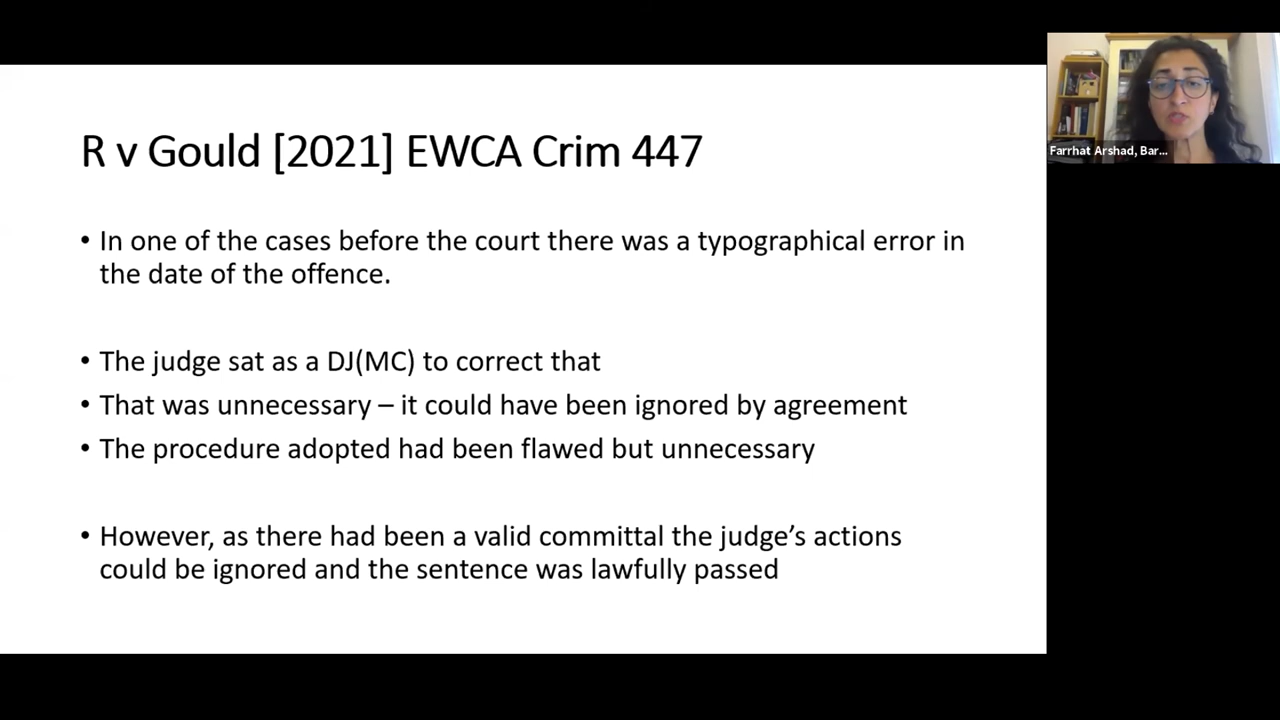 R v Gould [2021] EWCA Crim 447
• In one of the cases before the court there was a typographical error in
the date of the offence.
• The judge sat as a DJ(MC) to correct that
• That was unnecessary – it could have been ignored by agreement
• The procedure adopted had been flawed but unnecessary
• However, as there had been a valid committal the judge’s actions
could be ignored and the sentence was lawfully passed
Farrhat Arshad, Bar...